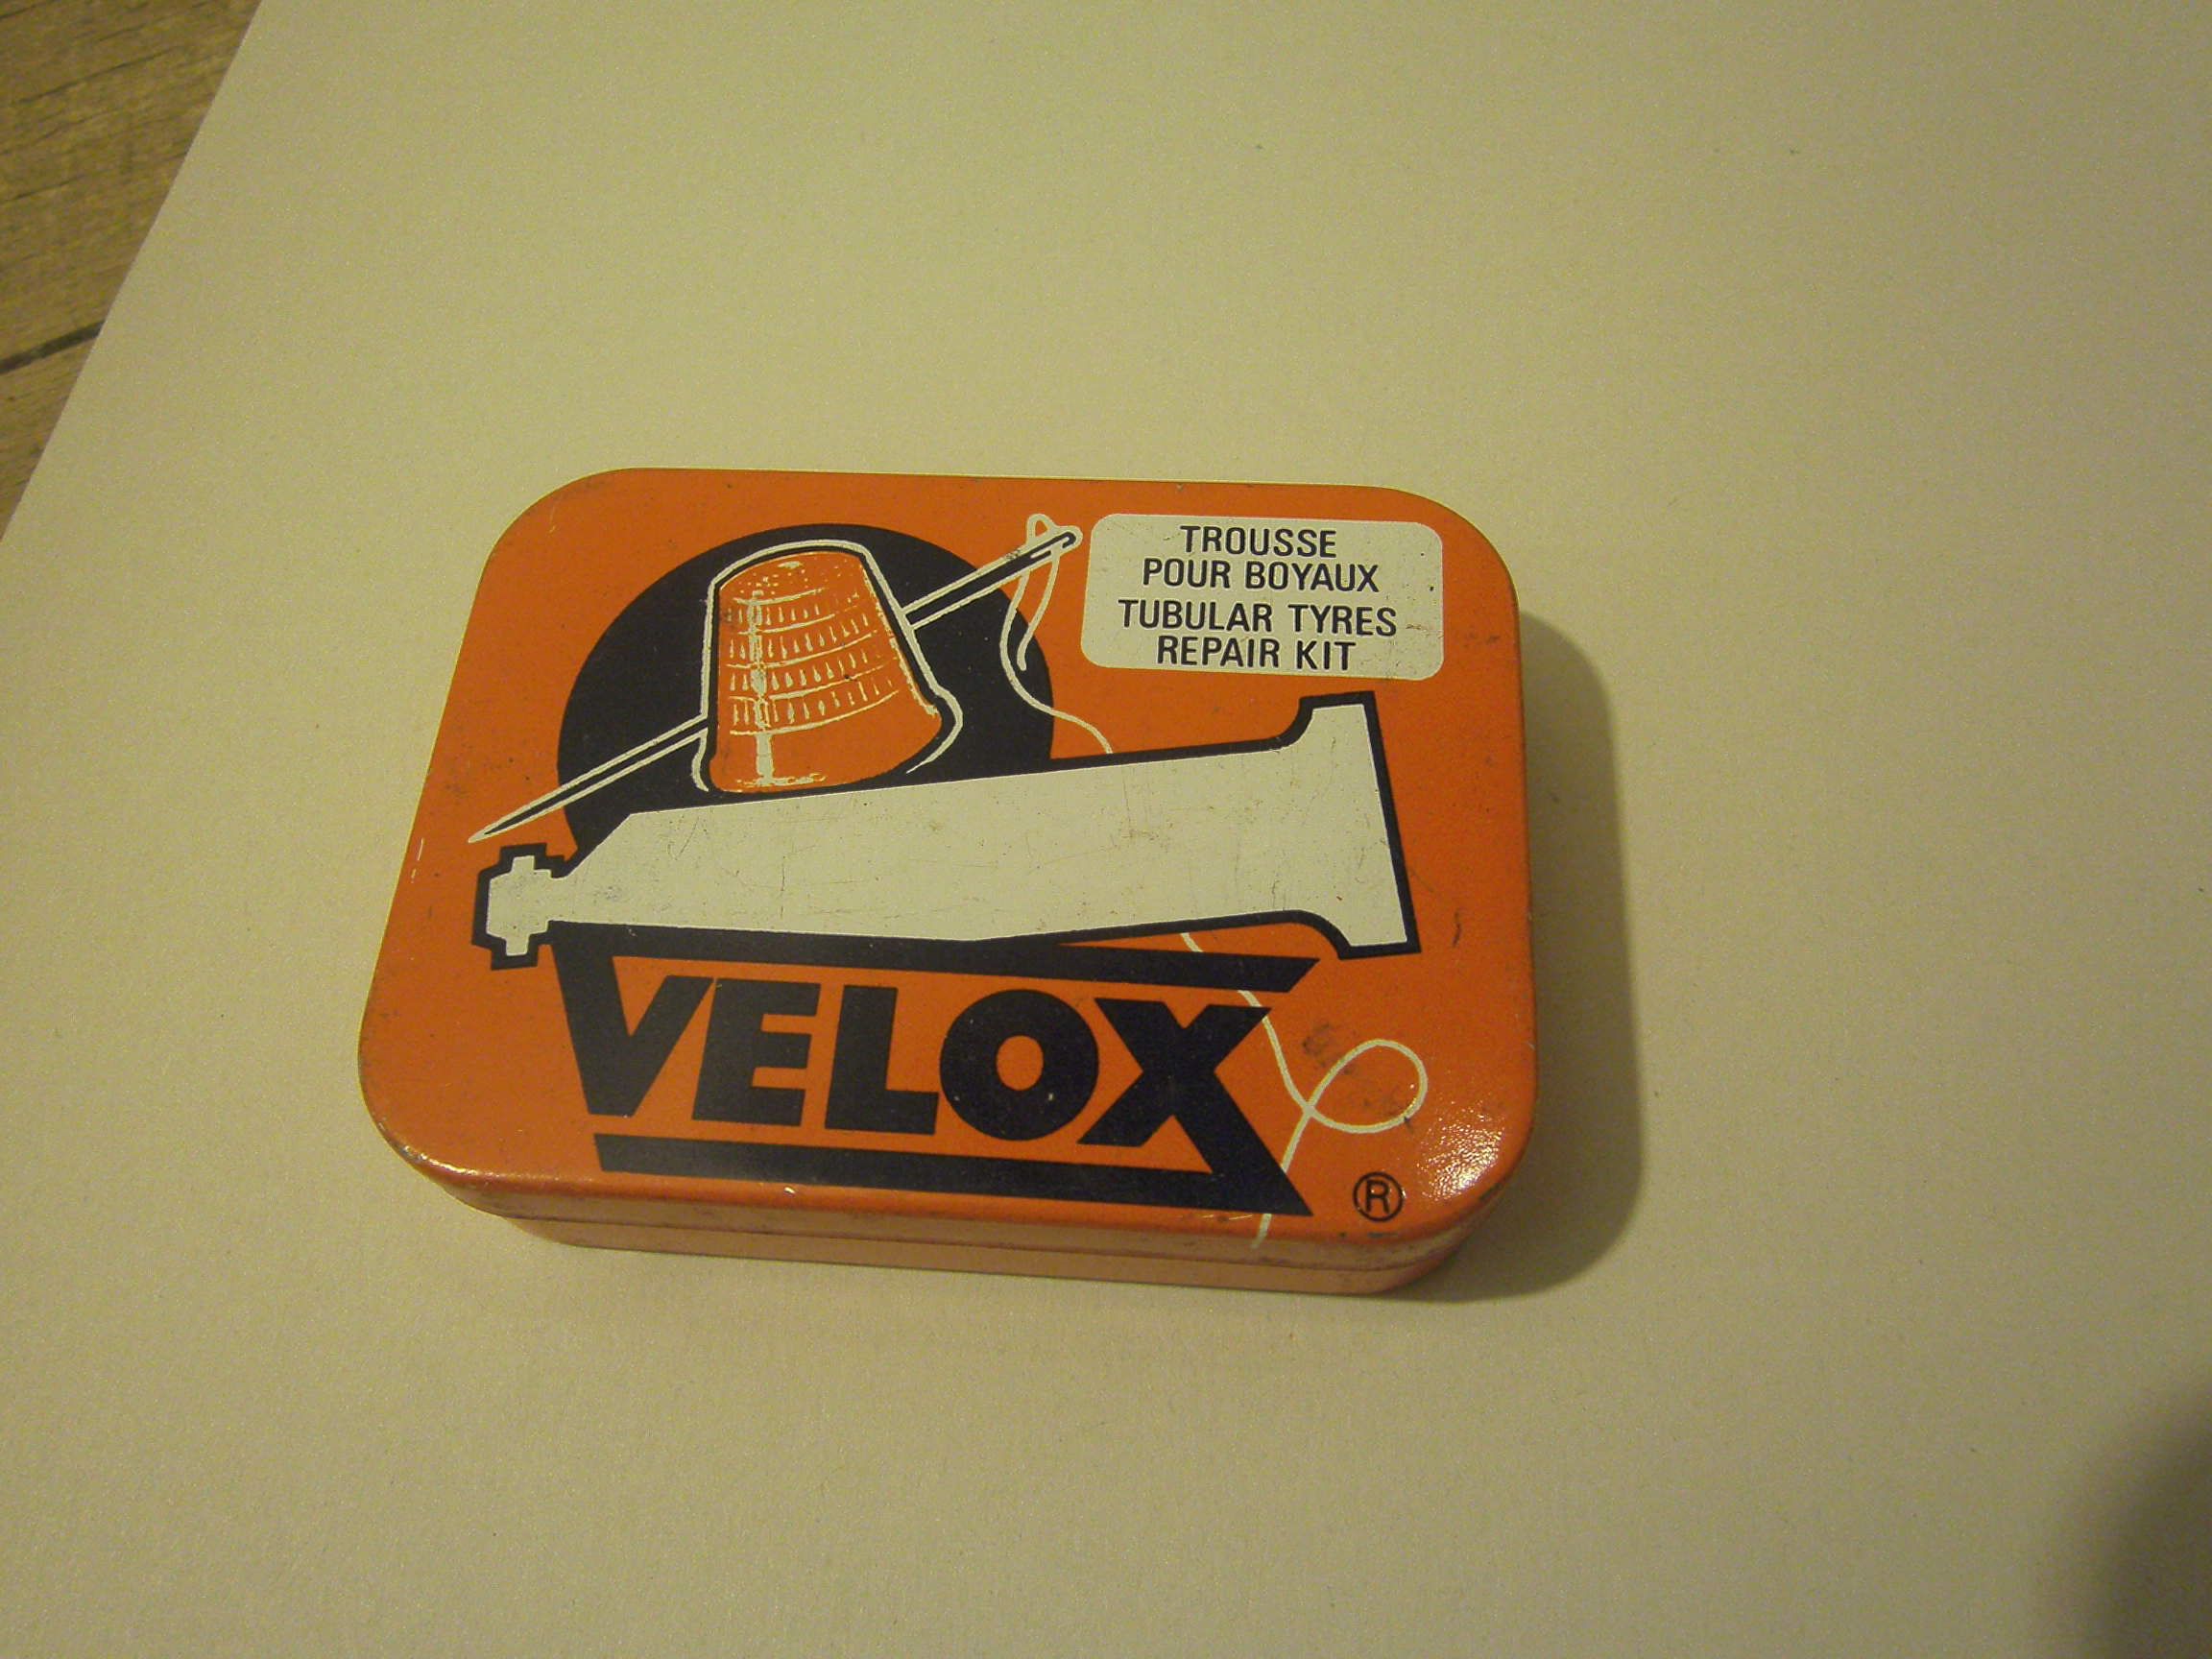 TROUSSE
POUR BOYAUX
TUBULAR TYRES
REPAIR KIT
VELOX
®